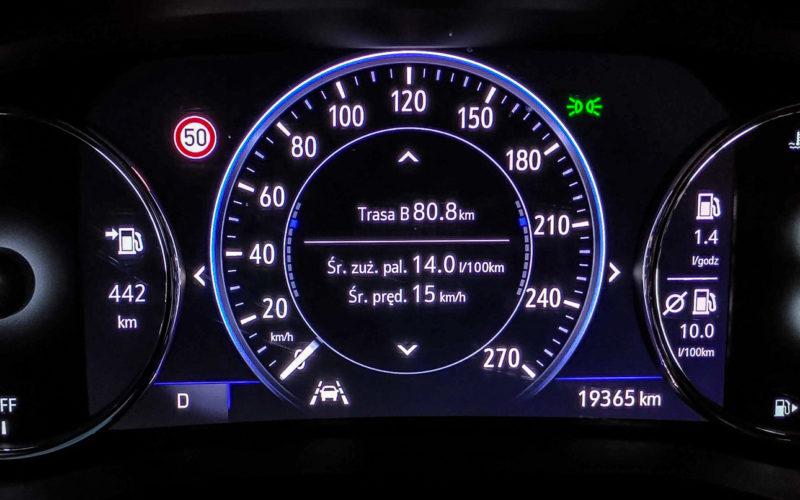 50
120
100
150
80
180
60
210
40
240
20
270
km/h
0
Trasa B 80.8 km
Śr. zuż. pal. 14.0 l/100km
Śr. pręd. 15 km/h
442
km
1.4
l/godz
10.0
l/100km
FF
D
19365 km